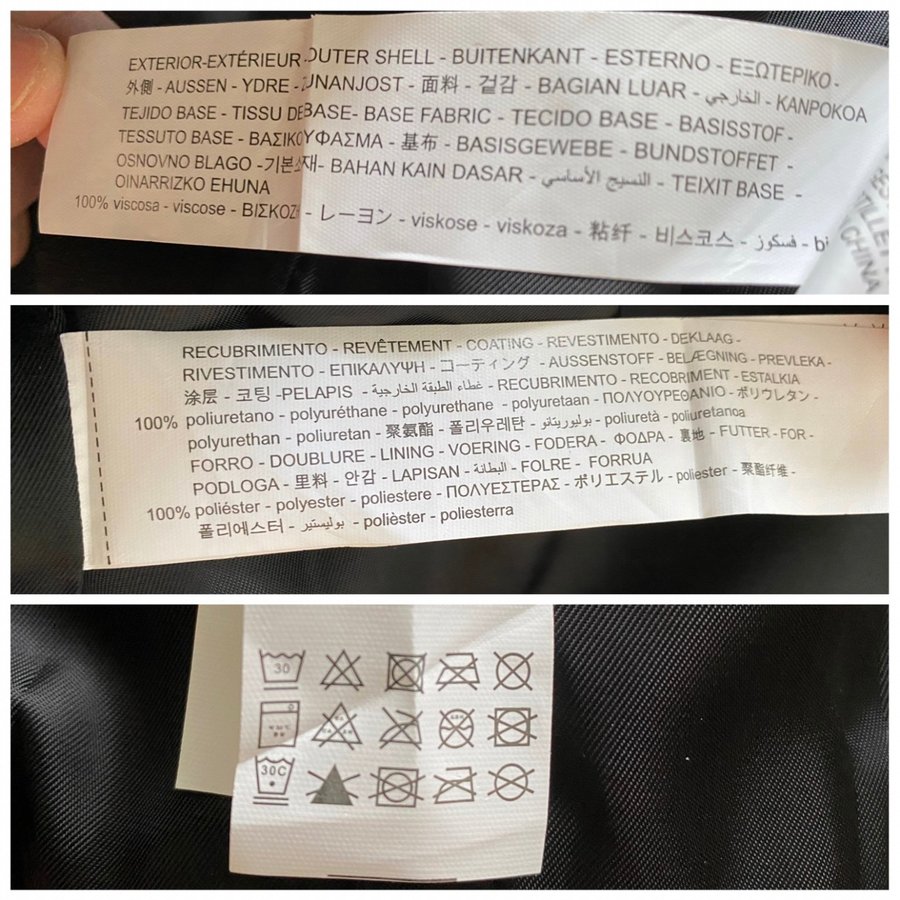 EXTERIOR-EXTÉRIEUR-OUTER SHELL - BUITENKANT - ESTERNO - ΕΞΩΤΕΡΙΚΟ -
外側 - AUSSEN - YDRE - ZUNANJOST - 面料 - 겉감 - BAGIAN LUAR - الخارجي - KANPOKOA
TEJIDO BASE - TISSU DE BASE- BASE FABRIC - TECIDO BASE - BASISSTOF -
TESSUTO BASE - ΒΑΣΙΚΟ ΥΦΑΣΜΑ - 基布 - BASISGEWEBE - BUNDSTOFFET -
OSNOVNO BLAGO -기본소재- BAHAN KAIN DASAR - النسيج الأساسي - TEIXIT BASE -
OINARRIZKO EHUNA
100% viscosa - viscose - ΒΙΣΚΟΖΗ - レーヨン - viskose - viskoza - 粘纤 - 비스코스 - فسكوز -
CHINA
RECUBRIMIENTO - REVÊTEMENT - COATING - REVESTIMENTO - DEKLAAG -
RIVESTIMENTO - ΕΠΙΚΑΛΥΨΗ - コーティング - AUSSENSTOFF - BELÆGNING - PREVLEKA -
涂层 - 코팅 -PELAPIS - غطاء الطبقة الخارجية - RECUBRIMENTO - RECOBRIMENT - ESTALKIA
100% poliuretano - polyuréthane - polyurethane - polyuretaan - ΠΟΛΥΟΥΡΕΘΑΝΙΟ - ポリウレタン -
polyurethan - poliuretan - 聚氨酯 - 폴리우레탄 - بوليوريتانو - poliuretà - poliuretanoa
FORRO - DOUBLURE - LINING - VOERING - FODERA - ΦΟΔΡΑ - 裏地 - FUTTER - FOR -
PODLOGA - 里料 - 안감 - LAPISAN - البطانة - FOLRE - FORRUA
100% poliéster - polyester - poliestere - ΠΟΛΥΕΣΤΕΡΑΣ - ポリエステル - poliester - 聚酯纤维 -
폴리에스터 - بوليستير - polièster - poliesterra
30
30C